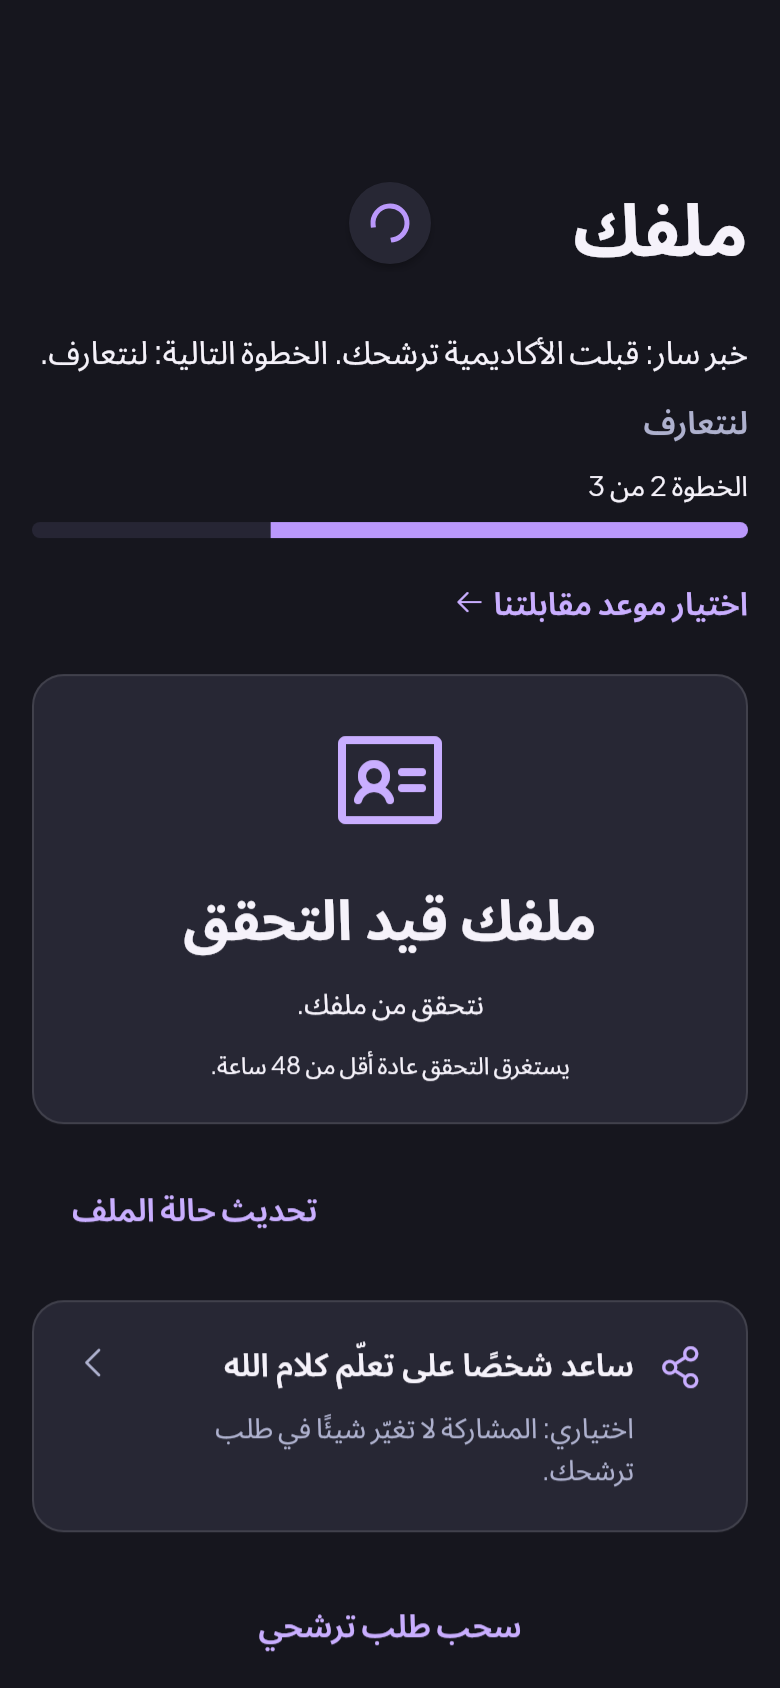 ملفك
خبر سار: قبلت الأكاديمية ترشحك. الخطوة التالية: لنتعارف.
لنتعارف
الخطوة 2 من 3
اختيار موعد مقابلتنا ←
ملفك قيد التحقق
نتحقق من ملفك.
يستغرق التحقق عادة أقل من 48 ساعة.
تحديث حالة الملف
ساعد شخصًا على تعلّم كلام الله
اختياري: المشاركة لا تغيّر شيئًا في طلب
ترشحك.
سحب طلب ترشحي